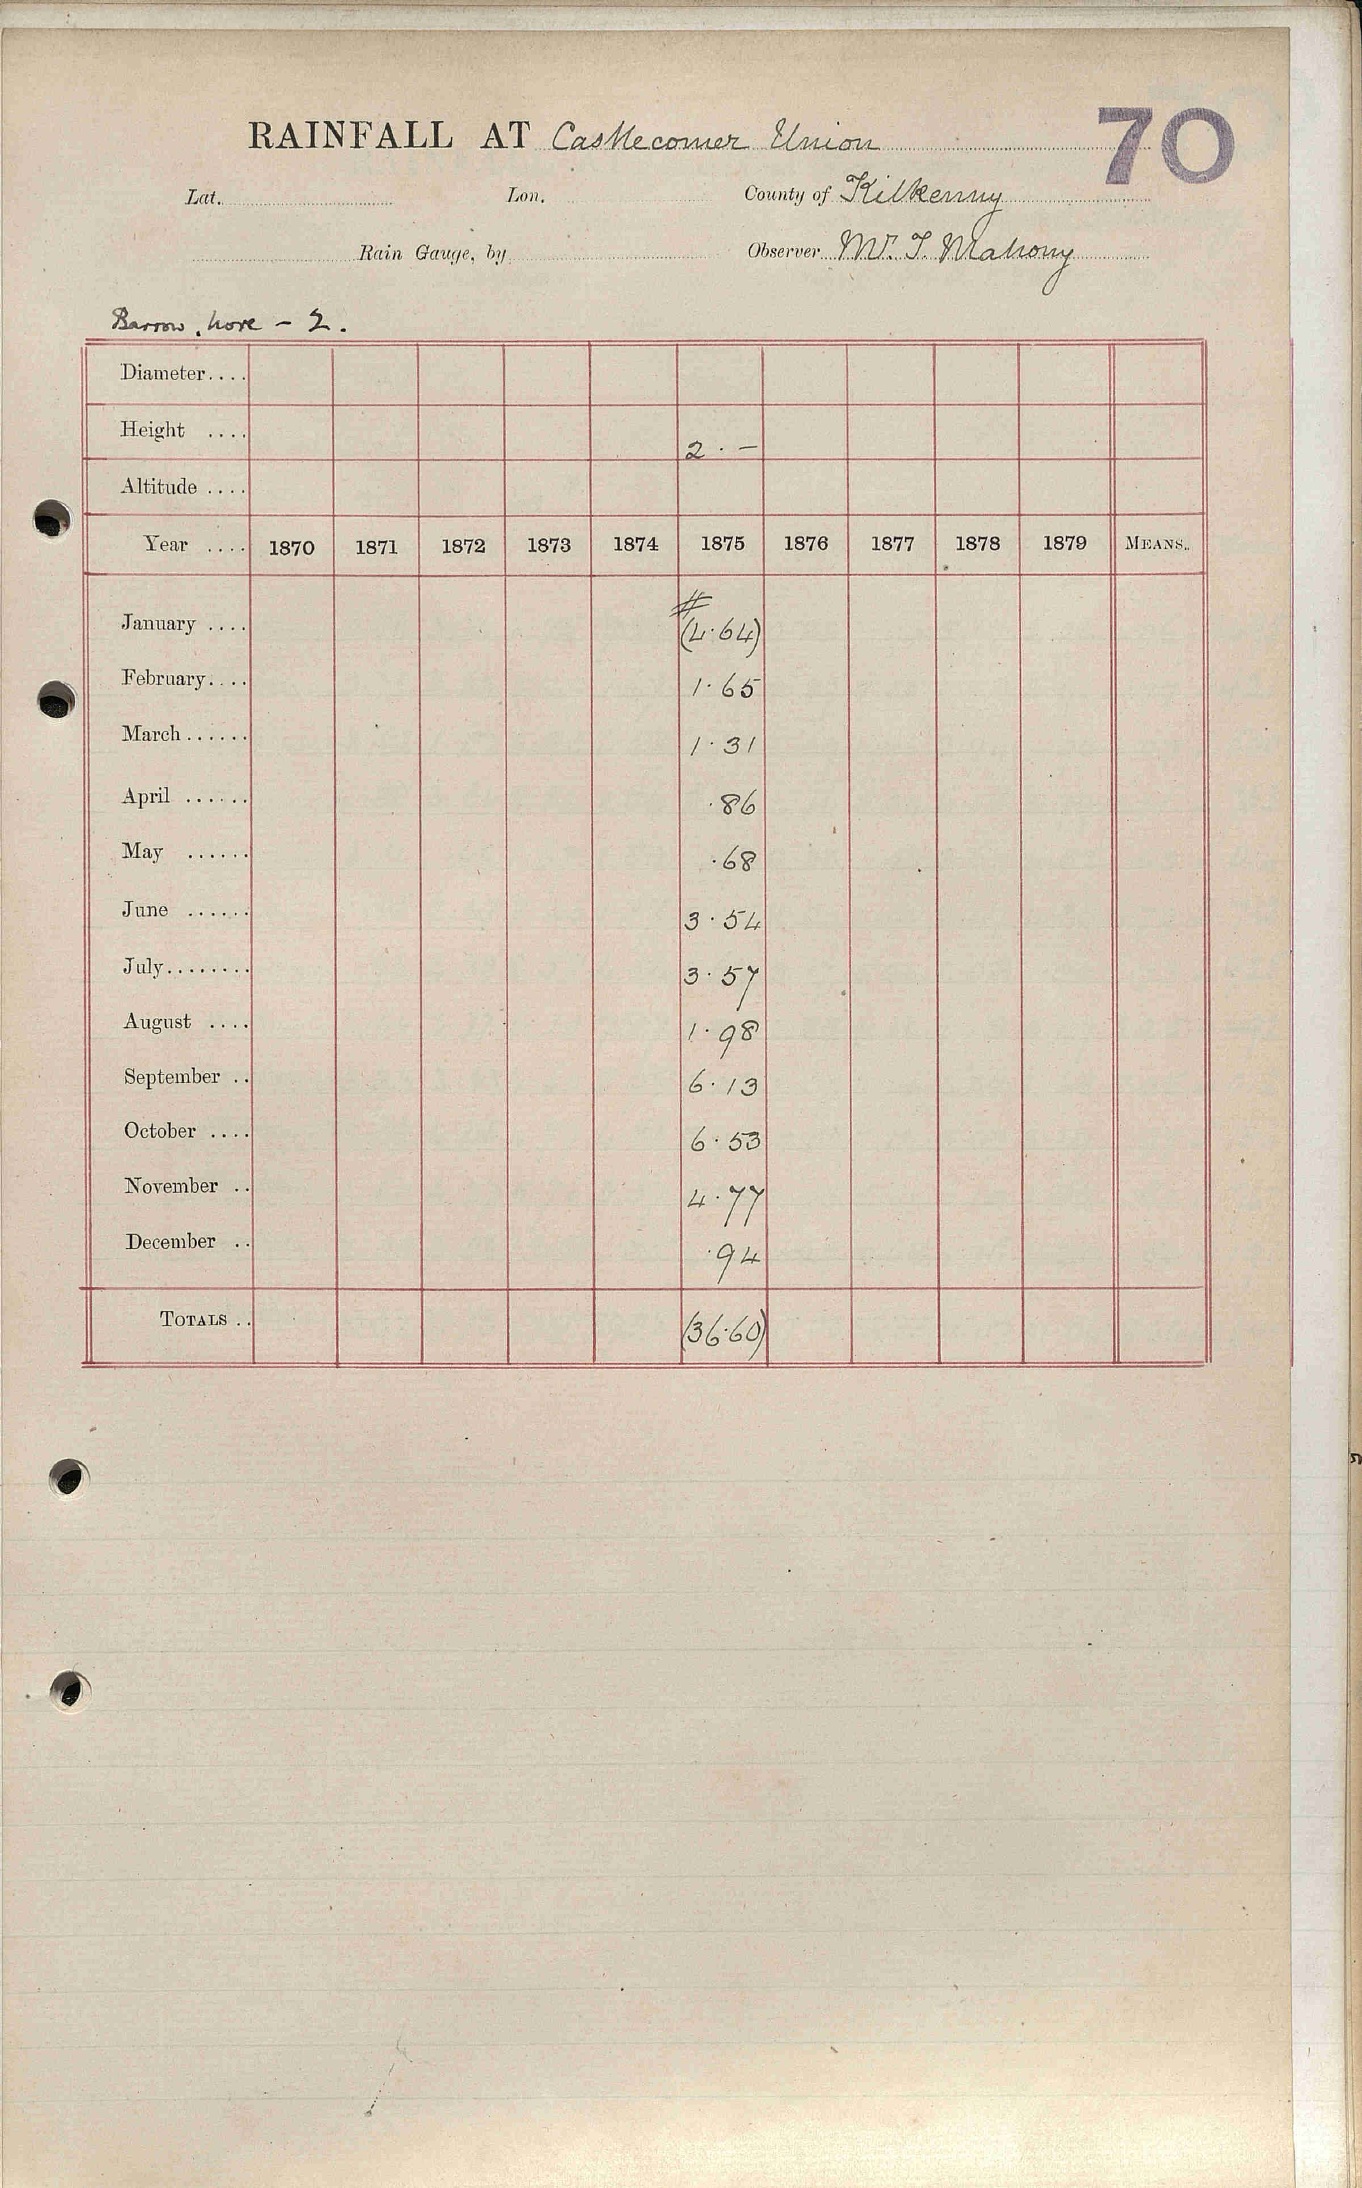 RAINFALL AT Castlecomer Union 70
Lat. Lon. County of Kilkenny
Rain Gauge, by Observer Mr. T. Mahony
Barrow, Nore - 2.
Diameter....
Height .... 2 . -
Altitude ....
Year .... 1870 1871 1872 1873 1874 1875 1876 1877 1878 1879 MEANS..
#
January .... (4.64)
February.... 1.65
March...... 1.31
April ...... .86
May ...... .68
June ...... 3.54
July........ 3.57
August .... 1.98
September .. 6.13
October .... 6.53
November .. 4.77
December .. .94
TOTALS .. (36.60)